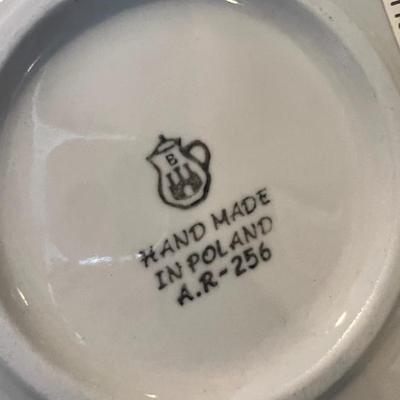 B
HAND MADE
IN POLAND
A.R-256